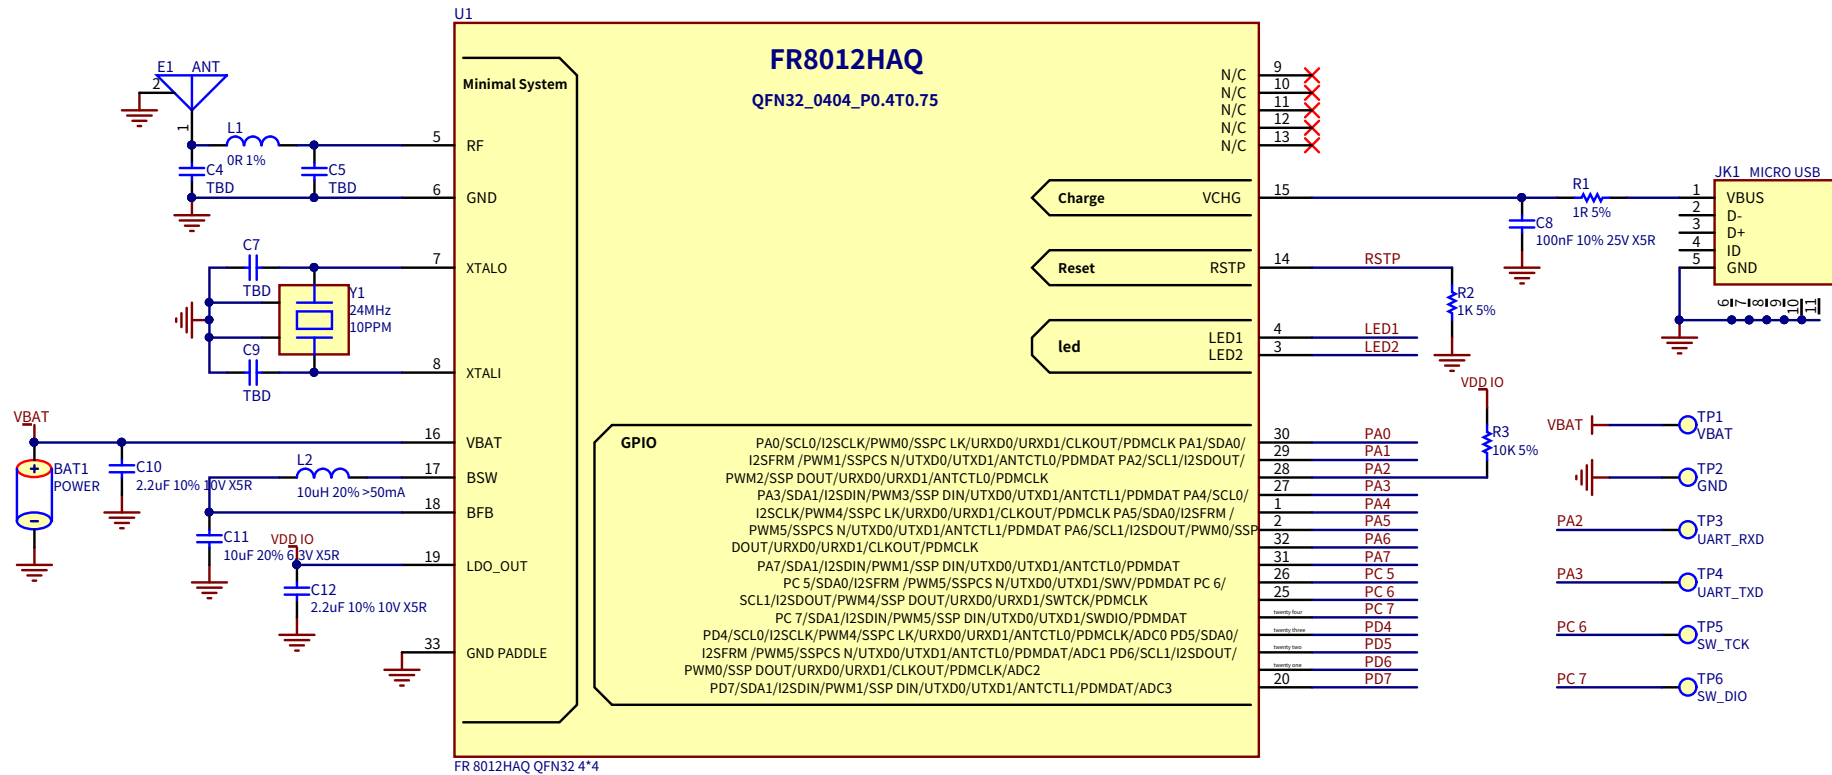 U1
FR8012HAQ
QFN32_0404_P0.4T0.75
Minimal System
E1 ANT
2
1
L1
0R 1%
C4
TBD
C5
TBD
5 RF
6 GND
C7
TBD
Y1
24MHz
10PPM
C9
TBD
7 XTALO
8 XTALI
VBAT
BAT1
POWER
C10
2.2uF 10% 10V X5R
L2
10uH 20% >50mA
C11
10uF 20% 6.3V X5R
VDD IO
C12
2.2uF 10% 10V X5R
16 VBAT
17 BSW
18 BFB
19 LDO_OUT
33 GND PADDLE
N/C 9
N/C 10
N/C 11
N/C 12
N/C 13
Charge VCHG 15
Reset RSTP 14 RSTP
led
LED1 4 LED1
LED2 3 LED2
R2
1K 5%
C8
100nF 10% 25V X5R
R1
1R 5%
JK1 MICRO USB
1 VBUS
2 D-
3 D+
4 ID
5 GND
6 7 8 9 10 11
VDD IO
R3
10K 5%
GPIO
PA0/SCL0/I2SCLK/PWM0/SSPC LK/URXD0/URXD1/CLKOUT/PDMCLK PA1/SDA0/
I2SFRM /PWM1/SSPCS N/UTXD0/UTXD1/ANTCTL0/PDMDAT PA2/SCL1/I2SDOUT/
PWM2/SSP DOUT/URXD0/URXD1/ANTCTL0/PDMCLK
PA3/SDA1/I2SDIN/PWM3/SSP DIN/UTXD0/UTXD1/ANTCTL1/PDMDAT PA4/SCL0/
I2SCLK/PWM4/SSPC LK/URXD0/URXD1/CLKOUT/PDMCLK PA5/SDA0/I2SFRM /
PWM5/SSPCS N/UTXD0/UTXD1/ANTCTL1/PDMDAT PA6/SCL1/I2SDOUT/PWM0/SSP
DOUT/URXD0/URXD1/CLKOUT/PDMCLK
PA7/SDA1/I2SDIN/PWM1/SSP DIN/UTXD0/UTXD1/ANTCTL0/PDMDAT
PC 5/SDA0/I2SFRM /PWM5/SSPCS N/UTXD0/UTXD1/SWV/PDMDAT PC 6/
SCL1/I2SDOUT/PWM4/SSP DOUT/URXD0/URXD1/SWTCK/PDMCLK
PC 7/SDA1/I2SDIN/PWM5/SSP DIN/UTXD0/UTXD1/SWDIO/PDMDAT
PD4/SCL0/I2SCLK/PWM4/SSPC LK/URXD0/URXD1/ANTCTL0/PDMCLK/ADC0 PD5/SDA0/
I2SFRM /PWM5/SSPCS N/UTXD0/UTXD1/ANTCTL0/PDMDAT/ADC1 PD6/SCL1/I2SDOUT/
PWM0/SSP DOUT/URXD0/URXD1/CLKOUT/PDMCLK/ADC2
PD7/SDA1/I2SDIN/PWM1/SSP DIN/UTXD0/UTXD1/ANTCTL1/PDMDAT/ADC3
30 PA0
29 PA1
28 PA2
27 PA3
1 PA4
2 PA5
32 PA6
31 PA7
26 PC 5
25 PC 6
twenty four PC 7
twenty three PD4
twenty two PD5
twenty one PD6
20 PD7
VBAT TP1
VBAT
TP2
GND
PA2 TP3
UART_RXD
PA3 TP4
UART_TXD
PC 6 TP5
SW_TCK
PC 7 TP6
SW_DIO
FR 8012HAQ QFN32 4*4